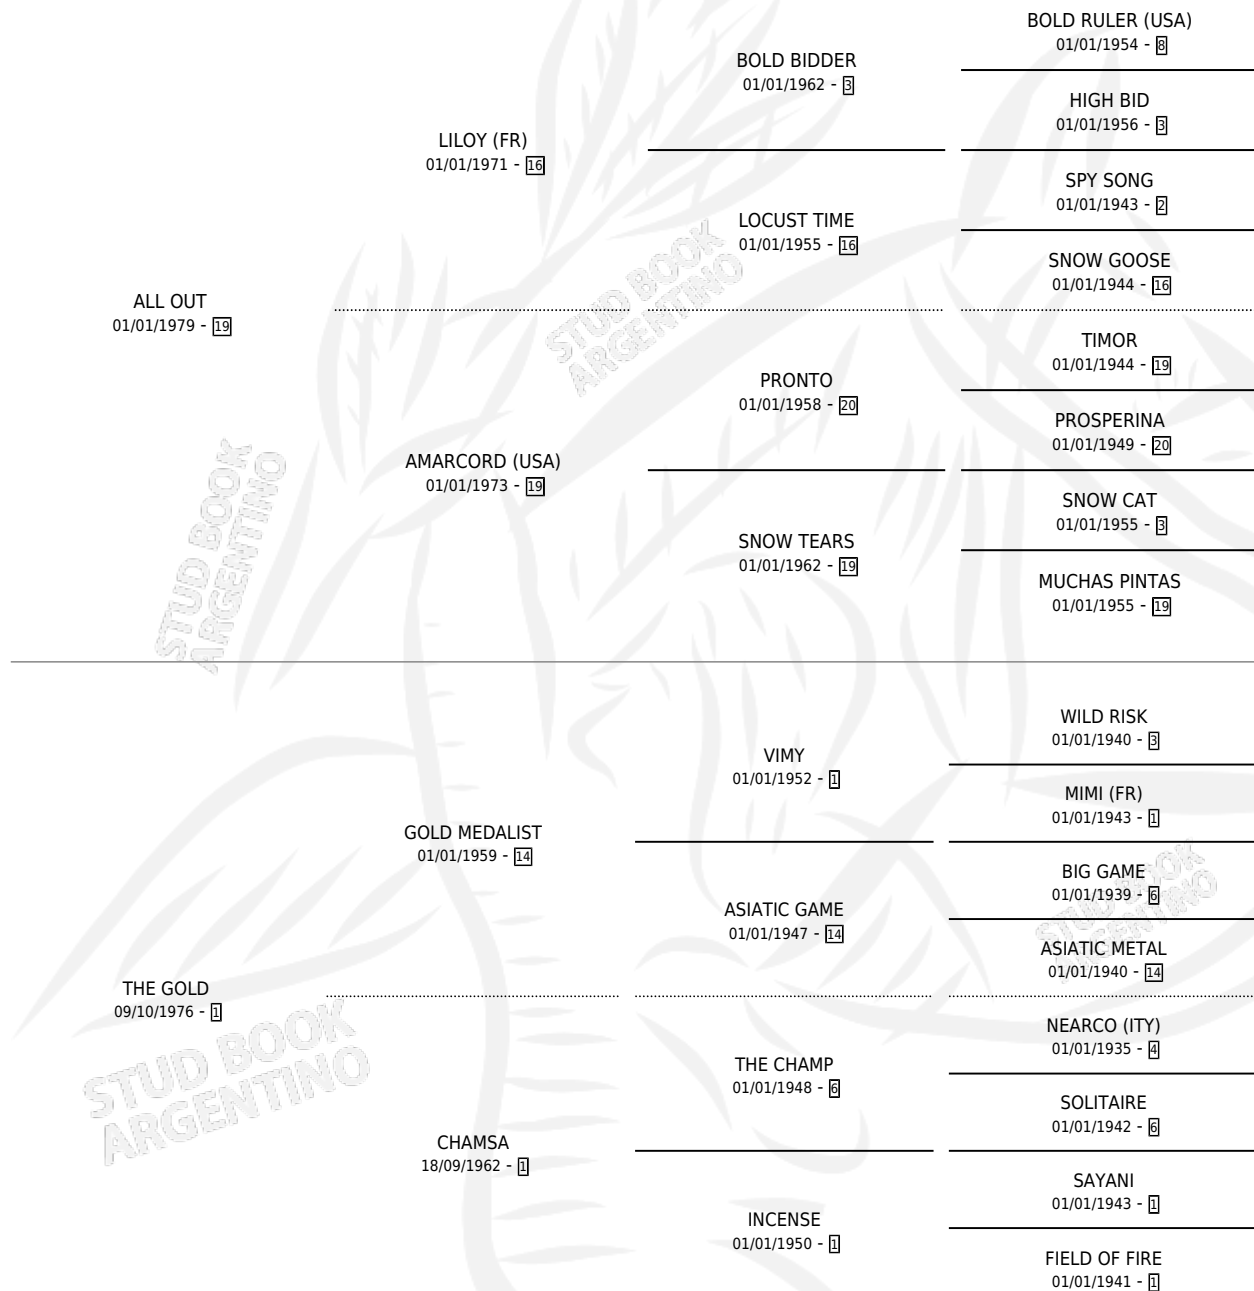 BOLD RULER (USA)
01/01/1954 - 8
BOLD BIDDER
01/01/1962 - 3
HIGH BID
01/01/1956 - 3
LILOY (FR)
01/01/1971 - 16
SPY SONG
01/01/1943 - 2
LOCUST TIME
01/01/1955 - 16
SNOW GOOSE
01/01/1944 - 16
ALL OUT
01/01/1979 - 19
STUD BOOK
ARGENTINO
TIMOR
01/01/1944 - 19
PRONTO
01/01/1958 - 20
PROSPERINA
01/01/1949 - 20
AMARCORD (USA)
01/01/1973 - 19
SNOW CAT
01/01/1955 - 3
SNOW TEARS
01/01/1962 - 19
MUCHAS PINTAS
01/01/1955 - 19
STUD BOOK
ARGENTINO
WILD RISK
01/01/1940 - 3
VIMY
01/01/1952 - 1
MIMI (FR)
01/01/1943 - 1
GOLD MEDALIST
01/01/1959 - 14
BIG GAME
01/01/1939 - 6
ASIATIC GAME
01/01/1947 - 14
STUD BOOK
ARGENTINO
ASIATIC METAL
01/01/1940 - 14
THE GOLD
09/10/1976 - 1
STUD BOOK
ARGENTINO
NEARCO (ITY)
01/01/1935 - 4
THE CHAMP
01/01/1948 - 6
SOLITAIRE
01/01/1942 - 6
CHAMSA
18/09/1962 - 1
SAYANI
01/01/1943 - 1
INCENSE
01/01/1950 - 1
FIELD OF FIRE
01/01/1941 - 1